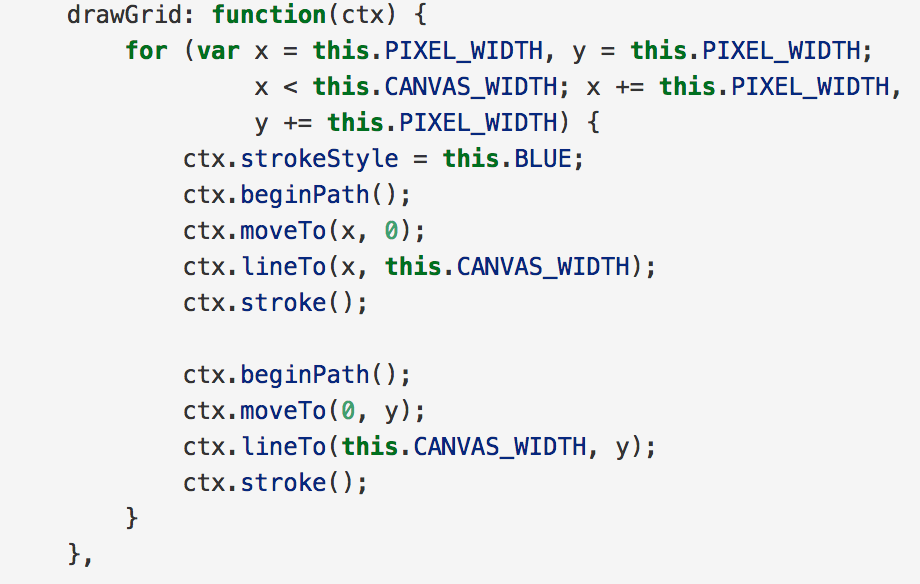 drawGrid: function(ctx) {
    for (var x = this.PIXEL_WIDTH, y = this.PIXEL_WIDTH;
             x < this.CANVAS_WIDTH; x += this.PIXEL_WIDTH,
             y += this.PIXEL_WIDTH) {
        ctx.strokeStyle = this.BLUE;
        ctx.beginPath();
        ctx.moveTo(x, 0);
        ctx.lineTo(x, this.CANVAS_WIDTH);
        ctx.stroke();

        ctx.beginPath();
        ctx.moveTo(0, y);
        ctx.lineTo(this.CANVAS_WIDTH, y);
        ctx.stroke();
    }
},